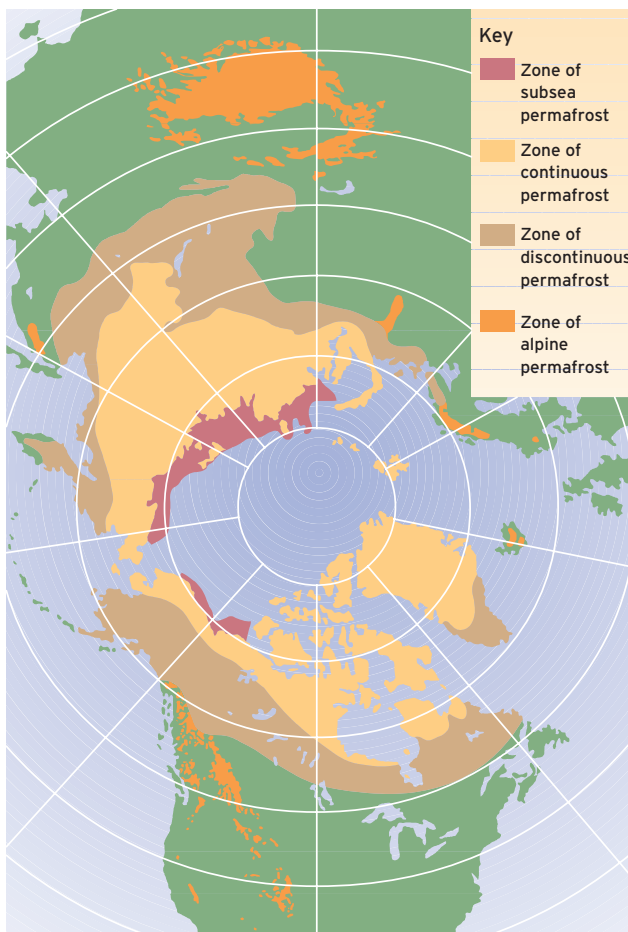 Key
Zone of
subsea
permafrost
Zone of
continuous
permafrost
Zone of
discontinuous
permafrost
Zone of
alpine
permafrost